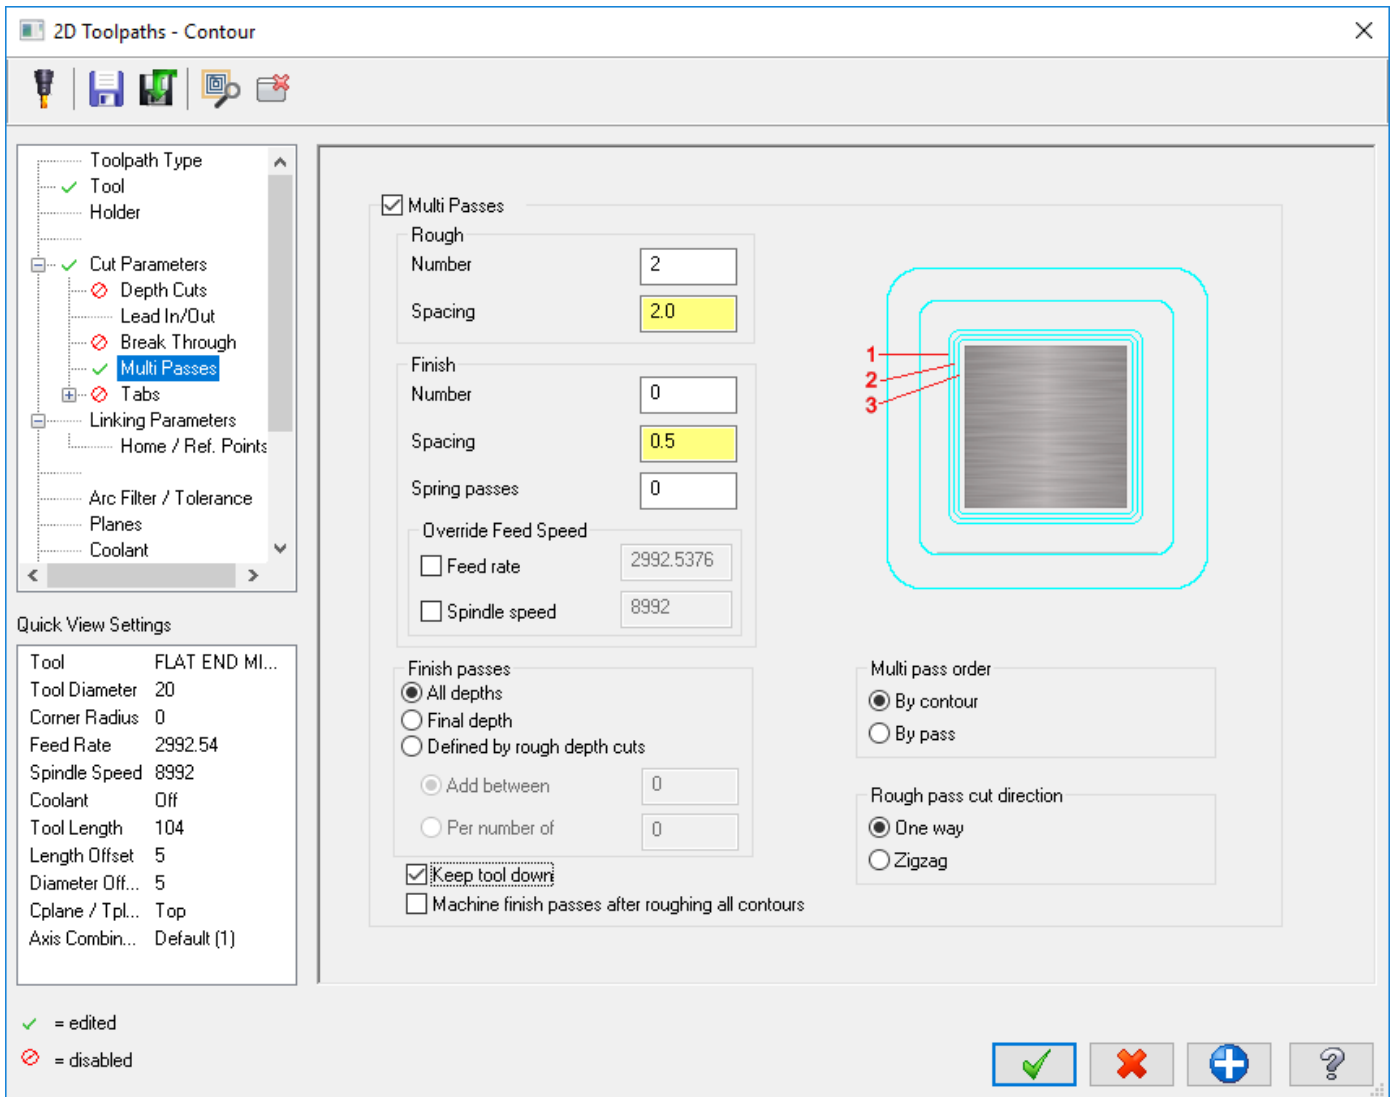 2D Toolpaths - Contour
Toolpath Type
Tool
Holder
Cut Parameters
Depth Cuts
Lead In/Out
Break Through
Multi Passes
Tabs
Linking Parameters
Home / Ref. Points
Arc Filter / Tolerance
Planes
Coolant
Quick View Settings
Tool FLAT END MI...
Tool Diameter 20
Corner Radius 0
Feed Rate 2992.54
Spindle Speed 8992
Coolant Off
Tool Length 104
Length Offset 5
Diameter Off... 5
Cplane / Tpl... Top
Axis Combin... Default (1)
= edited
= disabled
Multi Passes
Rough
Number 2
Spacing 2.0
Finish
Number 0
Spacing 0.5
Spring passes 0
Override Feed Speed
Feed rate 2992.5376
Spindle speed 8992
Finish passes
All depths
Final depth
Defined by rough depth cuts
Add between 0
Per number of 0
Keep tool down
Machine finish passes after roughing all contours
1
2
3
Multi pass order
By contour
By pass
Rough pass cut direction
One way
Zigzag